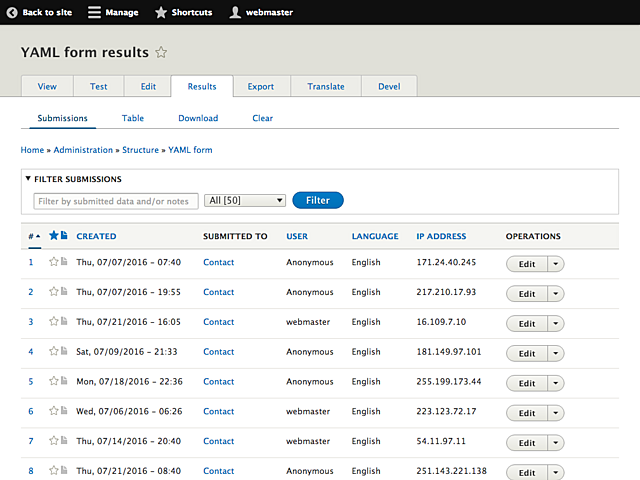 Back to site Manage Shortcuts webmaster
YAML form results
View Test Edit Results Export Translate Devel
Submissions Table Download Clear
Home » Administration » Structure » YAML form
▼ FILTER SUBMISSIONS
Filter by submitted data and/or notes All [50] Filter
# CREATED SUBMITTED TO USER LANGUAGE IP ADDRESS OPERATIONS
1 Thu, 07/07/2016 - 07:40 Contact Anonymous English 171.24.40.245 Edit
2 Thu, 07/07/2016 - 19:55 Contact Anonymous English 217.210.17.93 Edit
3 Thu, 07/21/2016 - 16:05 Contact webmaster English 16.109.7.10 Edit
4 Sat, 07/09/2016 - 21:33 Contact Anonymous English 181.149.97.101 Edit
5 Mon, 07/18/2016 - 22:36 Contact Anonymous English 255.199.173.44 Edit
6 Wed, 07/06/2016 - 06:26 Contact webmaster English 223.123.72.17 Edit
7 Thu, 07/14/2016 - 20:40 Contact webmaster English 54.11.97.11 Edit
8 Thu, 07/21/2016 - 08:40 Contact Anonymous English 251.143.221.138 Edit